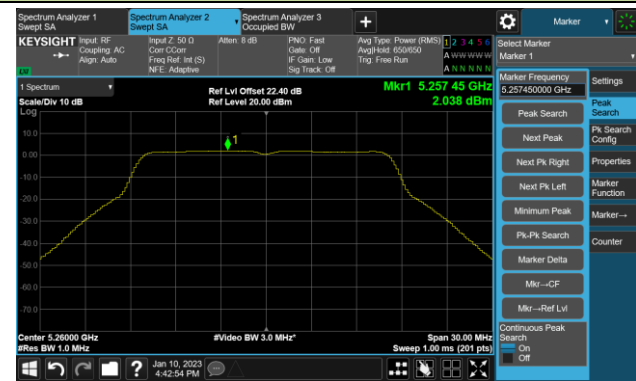 Spectrum Analyzer 1
Swept SA
Spectrum Analyzer 2
Swept SA
Spectrum Analyzer 3
Occupied BW
Marker
KEYSIGHT
Input: RF
Coupling: AC
Align: Auto
Input Z: 50 Ω
Corr CCorr
Freq Ref: Int (S)
NFE: Adaptive
Atten: 8 dB
PNO: Fast
Gate: Off
IF Gain: Low
Sig Track: Off
Avg Type: Power (RMS)
Avg|Hold: 650/650
Trig: Free Run
1 2 3 4 5 6
A W W W W W
A N N N N N
Select Marker
Marker 1
1 Spectrum
Scale/Div 10 dB
Log
Ref Lvl Offset 22.40 dB
Ref Level 20.00 dBm
Mkr1 5.257 45 GHz
2.038 dBm
Marker Frequency
5.257450000 GHz
Settings
Peak Search
Peak Search
Next Peak
Pk Search Config
Next Pk Right
Properties
Next Pk Left
Marker Function
Minimum Peak
Marker→
Pk-Pk Search
Counter
Marker Delta
Mkr→CF
Mkr→Ref Lvl
Continuous Peak Search
On
Off
10.0
0.00
-10.0
-20.0
-30.0
-40.0
-50.0
-60.0
-70.0
1
Center 5.26000 GHz
#Res BW 1.0 MHz
#Video BW 3.0 MHz*
Span 30.00 MHz
Sweep 1.00 ms (201 pts)
?
Jan 10, 2023
4:42:54 PM